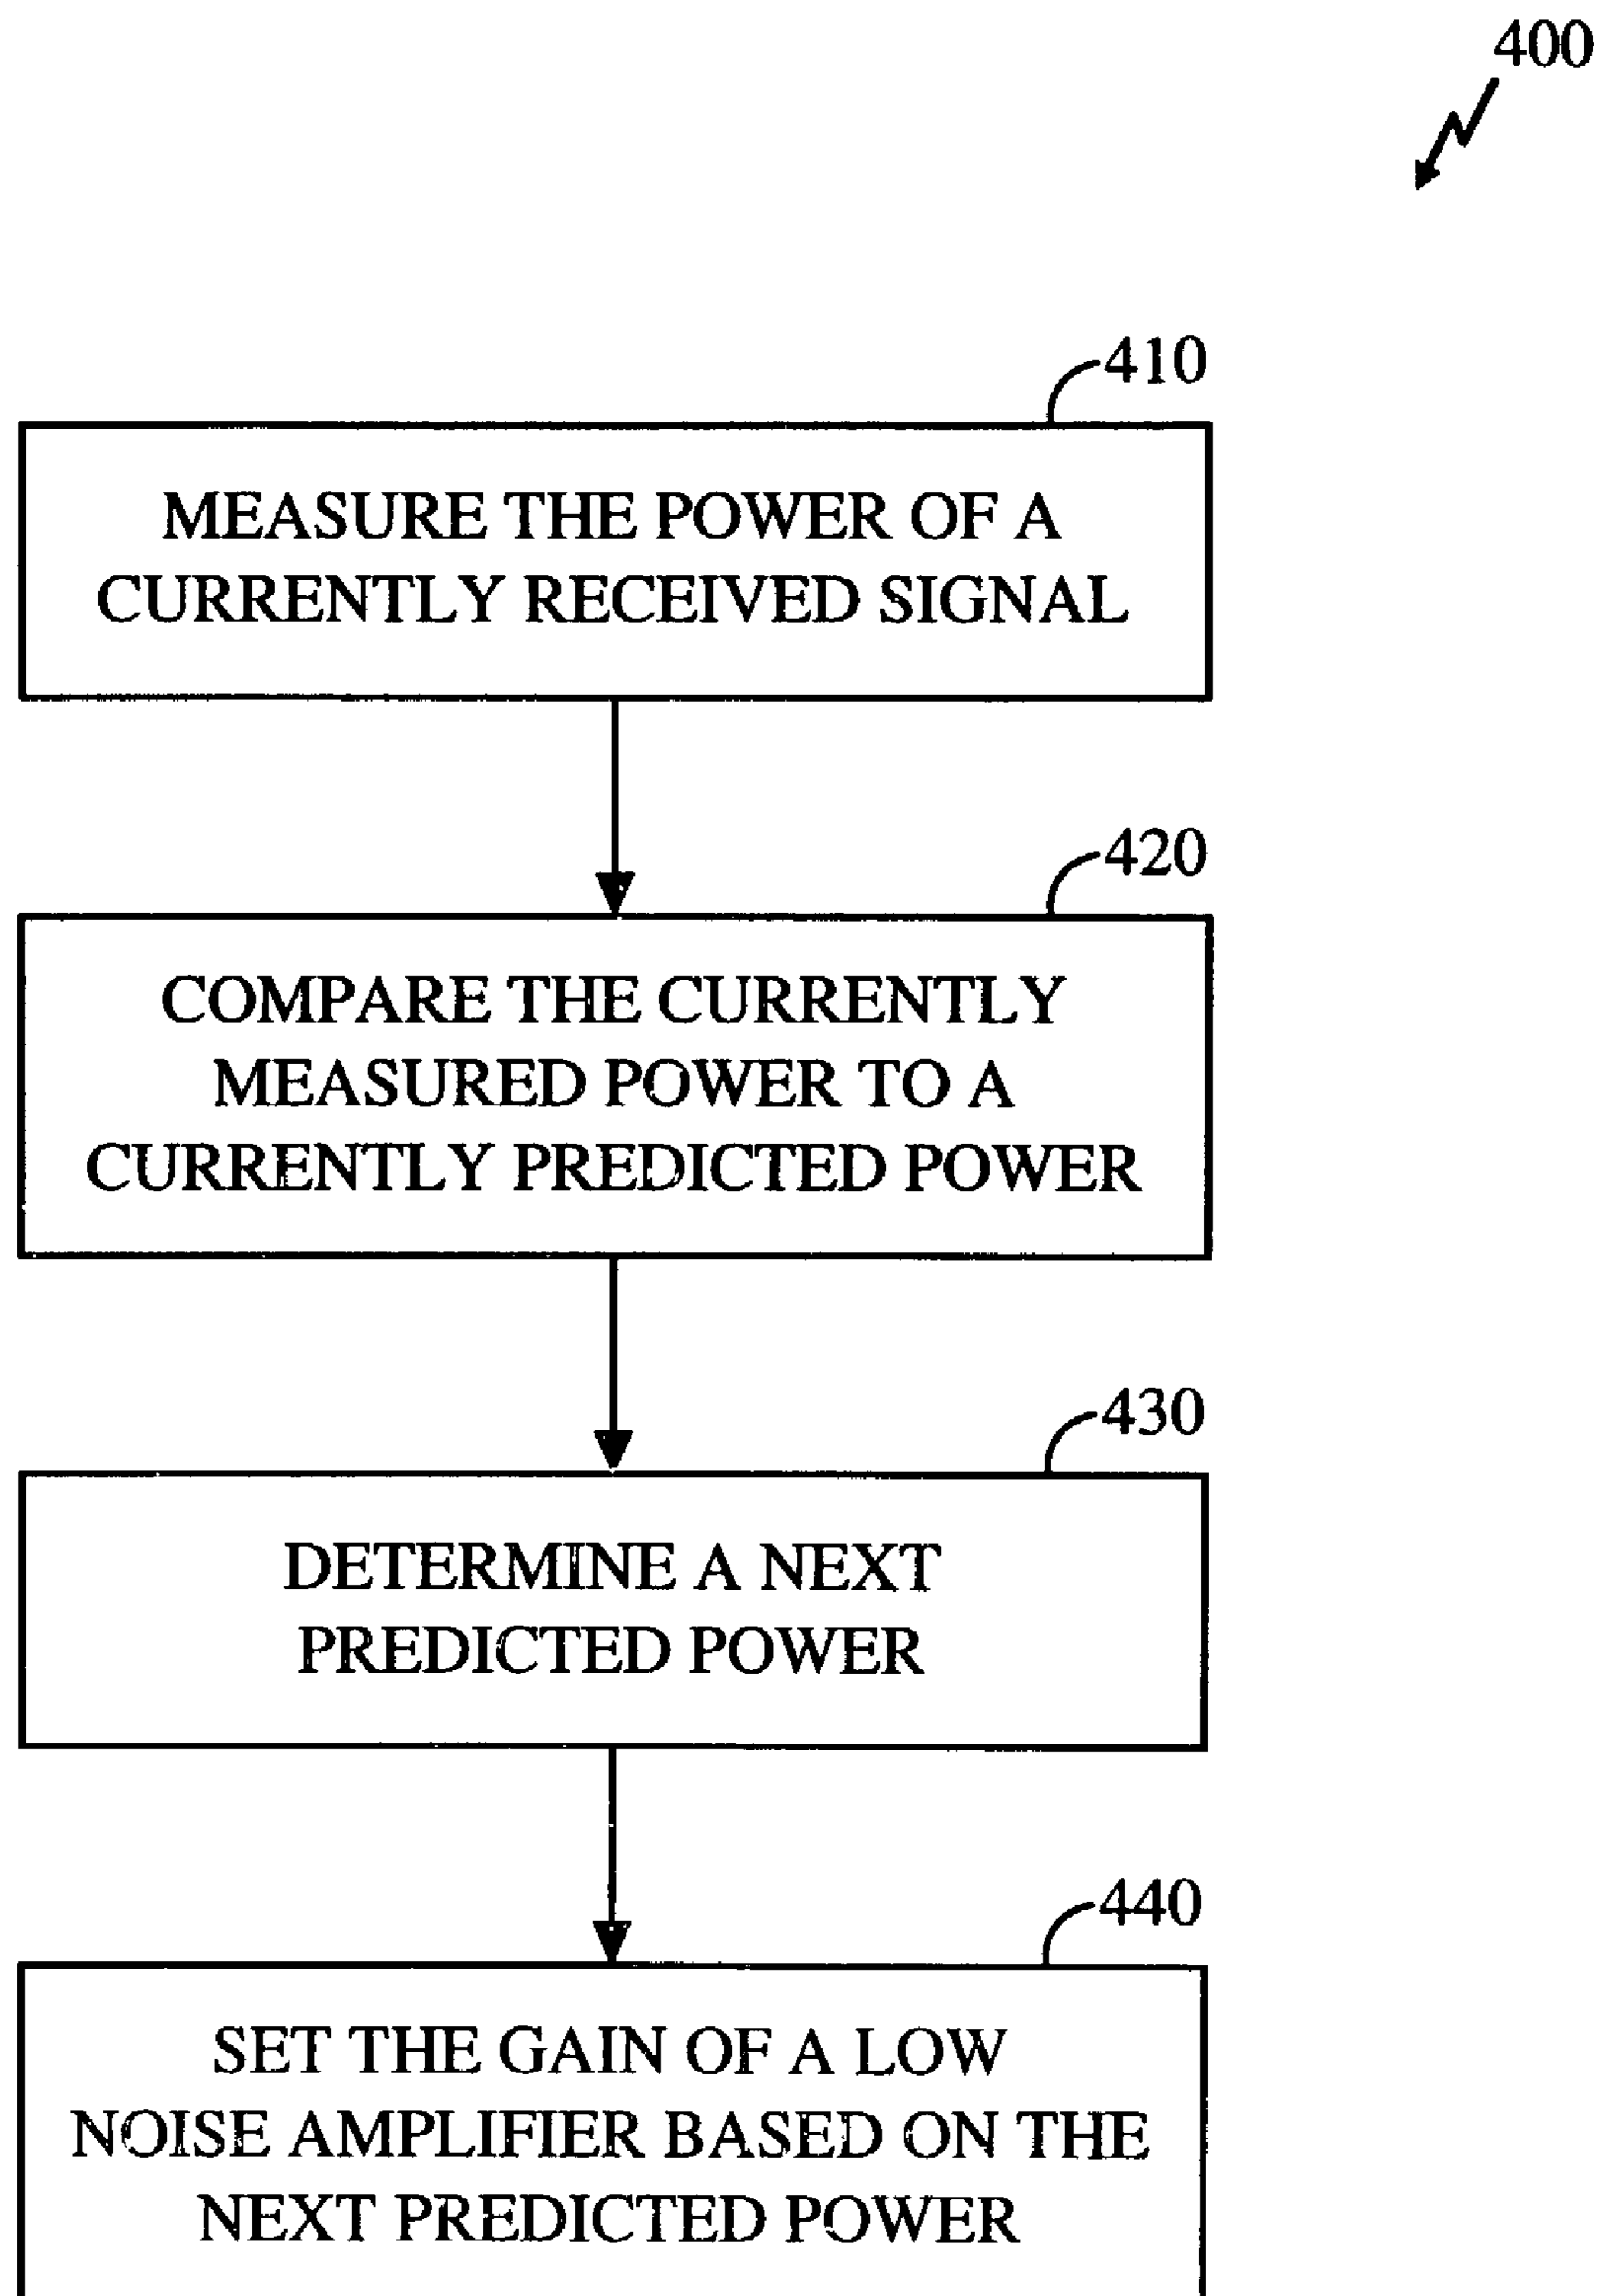 400
410
MEASURE THE POWER OF A
CURRENTLY RECEIVED SIGNAL
420
COMPARE THE CURRENTLY
MEASURED POWER TO A
CURRENTLY PREDICTED POWER
430
DETERMINE A NEXT
PREDICTED POWER
440
SET THE GAIN OF A LOW
NOISE AMPLIFIER BASED ON THE
NEXT PREDICTED POWER